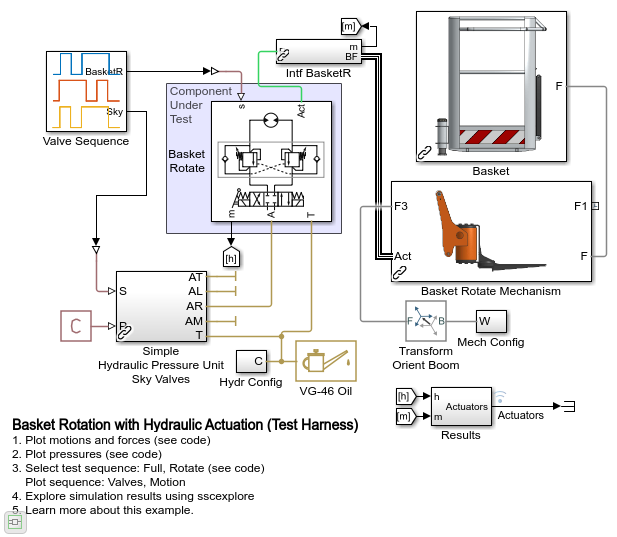 [m]
m
BF
Intf BasketR
BasketR
Sky
Valve Sequence
Component
Under
Test
s
Act
Basket
Rotate
m
A
T
[h]
F
Basket
F3
F1
Act
F
Basket Rotate Mechanism
AT
AL
S
AR
AM
P
T
C
Simple
Hydraulic Pressure Unit
Sky Valves
C
Hydr Config
VG-46 Oil
F
B
W
Transform
Orient Boom
Mech Config
[h]
h
[m]
m
Actuators
Actuators
Results
Basket Rotation with Hydraulic Actuation (Test Harness)
1. Plot motions and forces (see code)
2. Plot pressures (see code)
3. Select test sequence: Full, Rotate (see code)
Plot sequence: Valves, Motion
4. Explore simulation results using sscexplore
5. Learn more about this example.